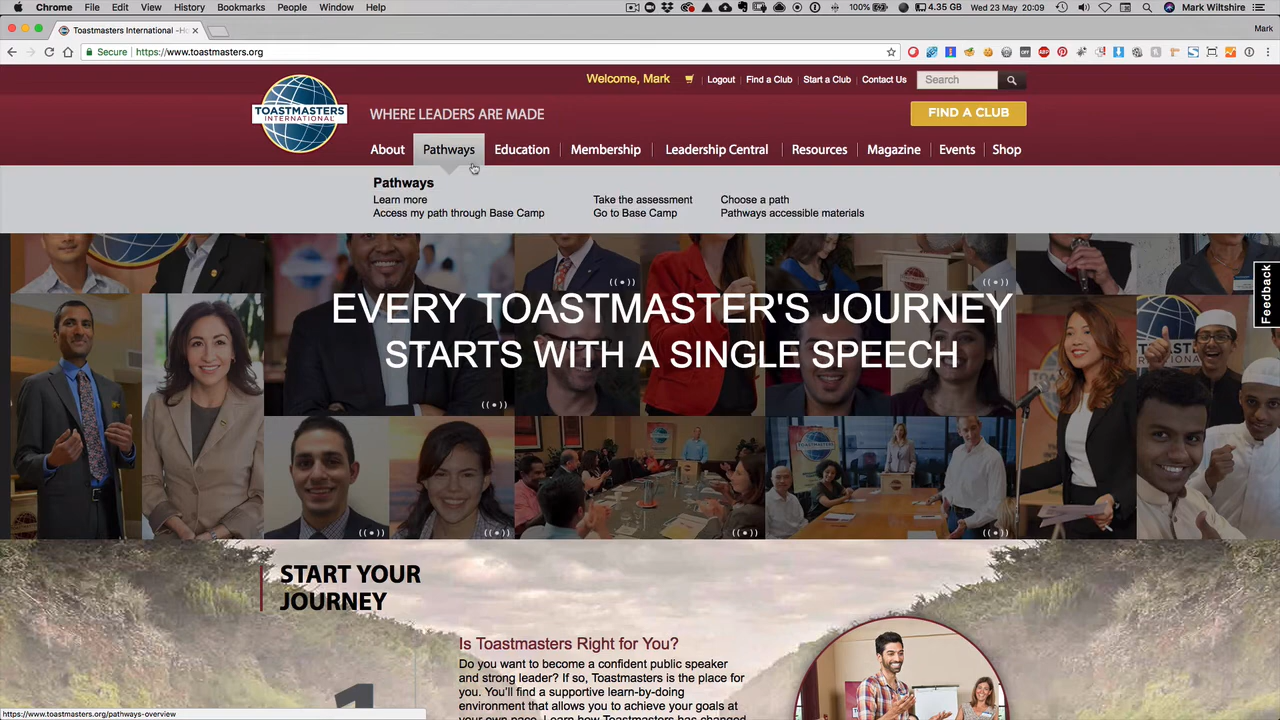 Chrome File Edit View History Bookmarks People Window Help
100% 4.35 GB Wed 23 May 20:09 Mark Wiltshire
Toastmasters International -Ho
Mark
Secure https://www.toastmasters.org
Welcome, Mark Logout Find a Club Start a Club Contact Us Search
TOASTMASTERS
INTERNATIONAL
WHERE LEADERS ARE MADE
FIND A CLUB
About Pathways Education Membership Leadership Central Resources Magazine Events Shop
Pathways
Learn more Take the assessment Choose a path
Access my path through Base Camp Go to Base Camp Pathways accessible materials
Feedback
EVERY TOASTMASTER'S JOURNEY
STARTS WITH A SINGLE SPEECH
START YOUR
JOURNEY
Is Toastmasters Right for You?
Do you want to become a confident public speaker
and strong leader? If so, Toastmasters is the place for
you. You'll find a supportive learn-by-doing
environment that allows you to achieve your goals at
your own pace. Learn how Toastmasters has changed
1
https://www.toastmasters.org/pathways-overview